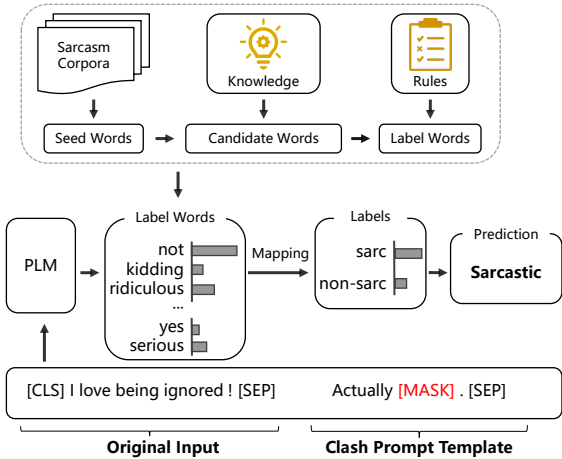 Sarcasm
Corpora
Knowledge
Rules
Seed Words
Candidate Words
Label Words
Label Words
Labels
Prediction
PLM
not
kidding
ridiculous
...
yes
serious
Mapping
sarc
non-sarc
Sarcastic
[CLS] I love being ignored ! [SEP]
Actually [MASK] . [SEP]
Original Input
Clash Prompt Template